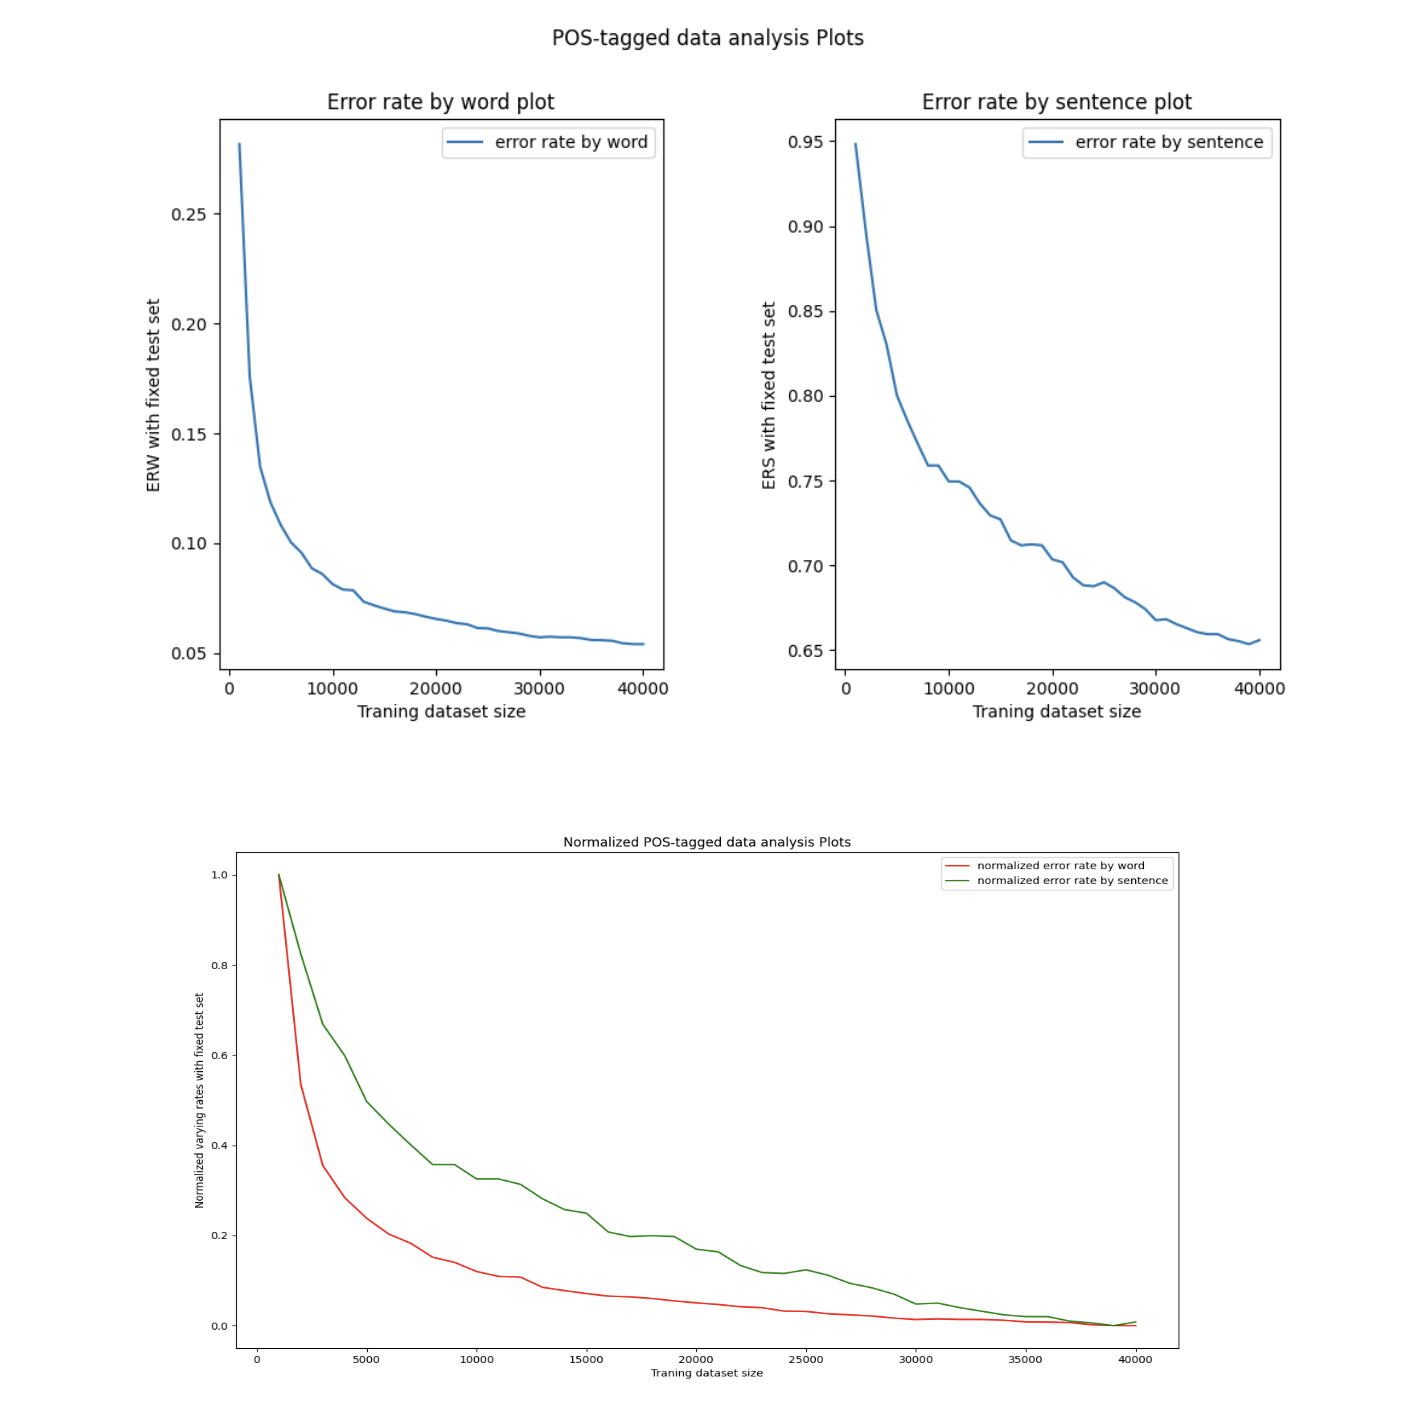 POS-tagged data analysis Plots
Error rate by word plot
error rate by word
0.25
0.20
0.15
0.10
0.05
ERW with fixed test set
0 10000 20000 30000 40000
Traning dataset size
Error rate by sentence plot
error rate by sentence
0.95
0.90
0.85
0.80
0.75
0.70
0.65
ERS with fixed test set
0 10000 20000 30000 40000
Traning dataset size
Normalized POS-tagged data analysis Plots
normalized error rate by word
normalized error rate by sentence
1.0
0.8
0.6
0.4
0.2
0.0
Normalized varying rates with fixed test set
0 5000 10000 15000 20000 25000 30000 35000 40000
Traning dataset size